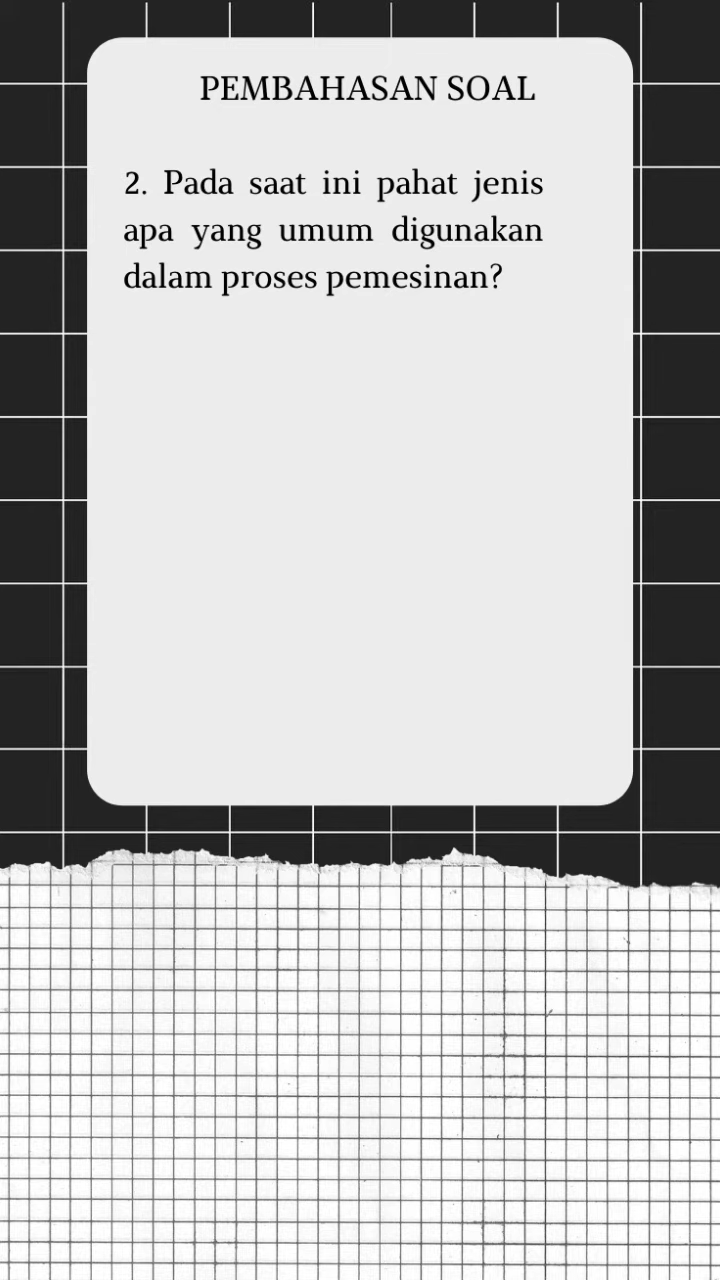 PEMBAHASAN SOAL
2. Pada saat ini pahat jenis
apa yang umum digunakan
dalam proses pemesinan?